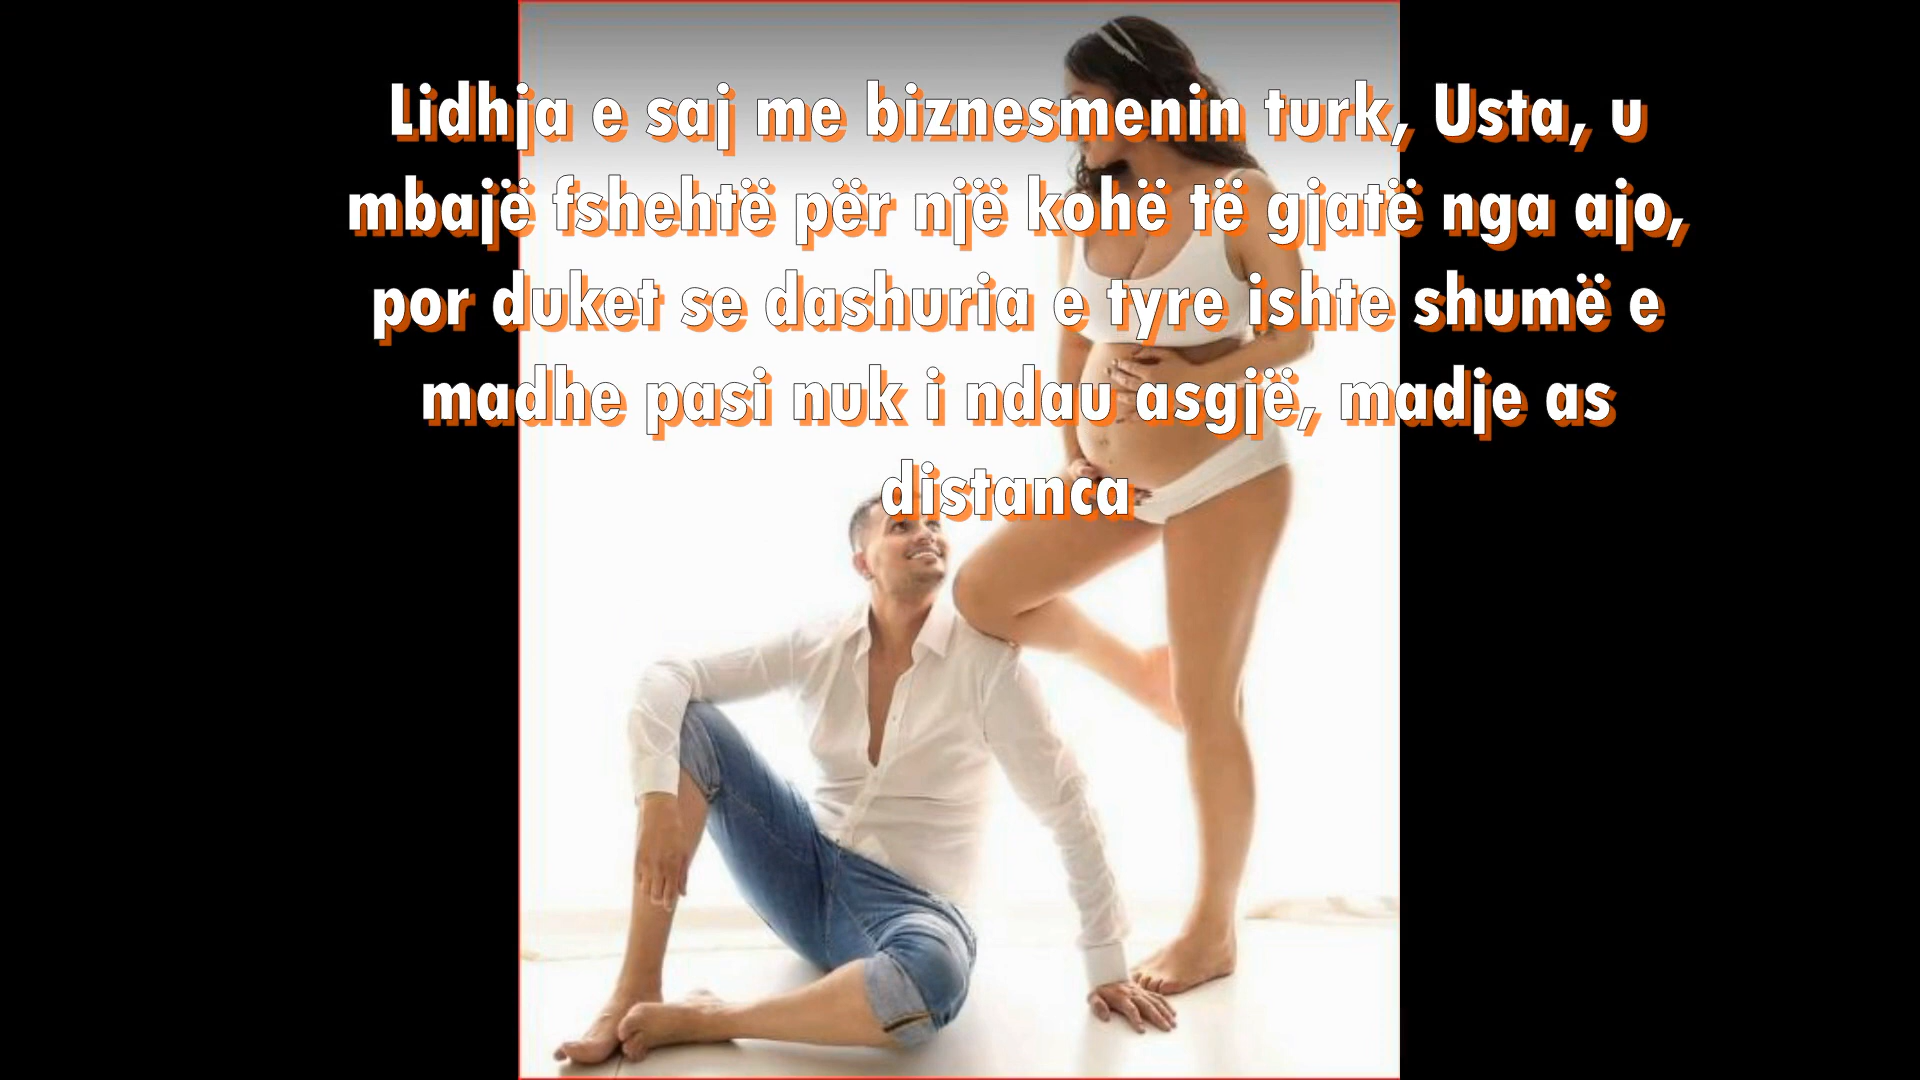 Lidhja e saj me biznesmenin turk, Usta, u
mbajë fshehtë për një kohë të gjatë nga ajo,
por duket se dashuria e tyre ishte shumë e
madhe pasi nuk i ndau asgjë, madje as
distanca